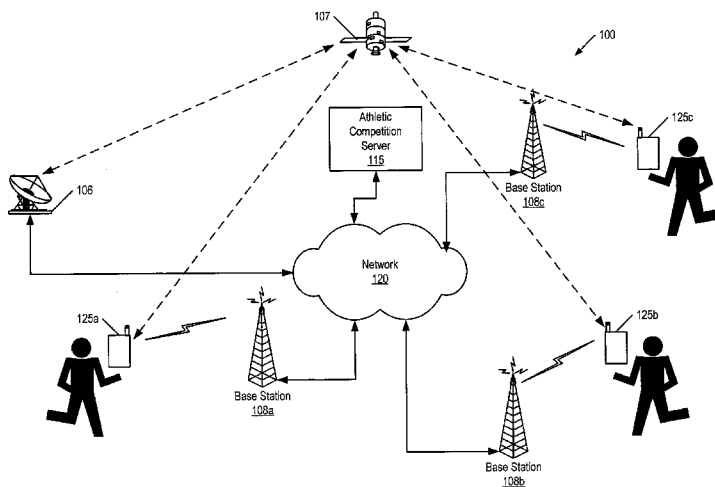 107
100
Athletic
Competition
Server
115
125c
Base Station
108c
106
Network
120
125a
125b
Base Station
108a
Base Station
108b